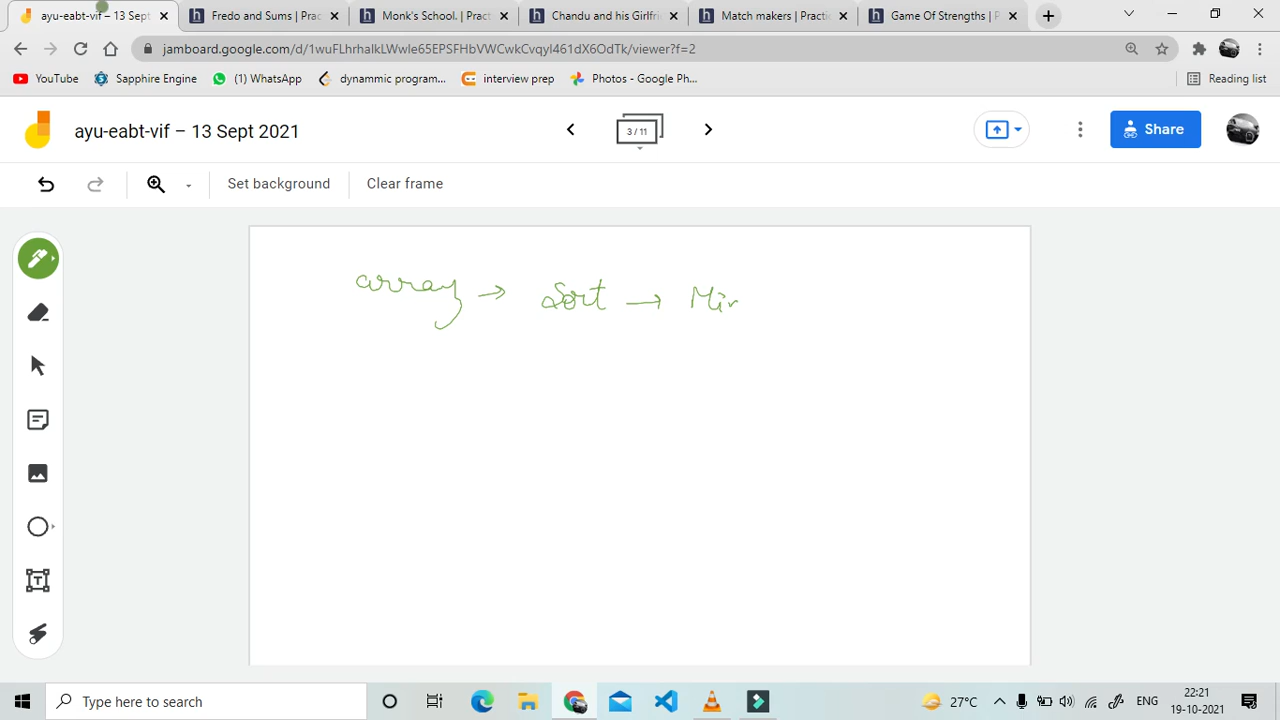 ayu-eabt-vif – 13 Sept
Fredo and Sums | Prac
Monk's School. | Pract
Chandu and his Girlfri
Match makers | Practic
Game Of Strengths | P
jamboard.google.com/d/1wuFLhrhalkLWwle65EPSFHbVWCwkCvqyl461dX6OdTk/viewer?f=2
YouTube
Sapphire Engine
(1) WhatsApp
dynammic program...
interview prep
Photos - Google Ph...
Reading list
ayu-eabt-vif – 13 Sept 2021
3 / 11
Share
Set background
Clear frame
array → Sort → Min
Type here to search
27°C
ENG
22:21
19-10-2021